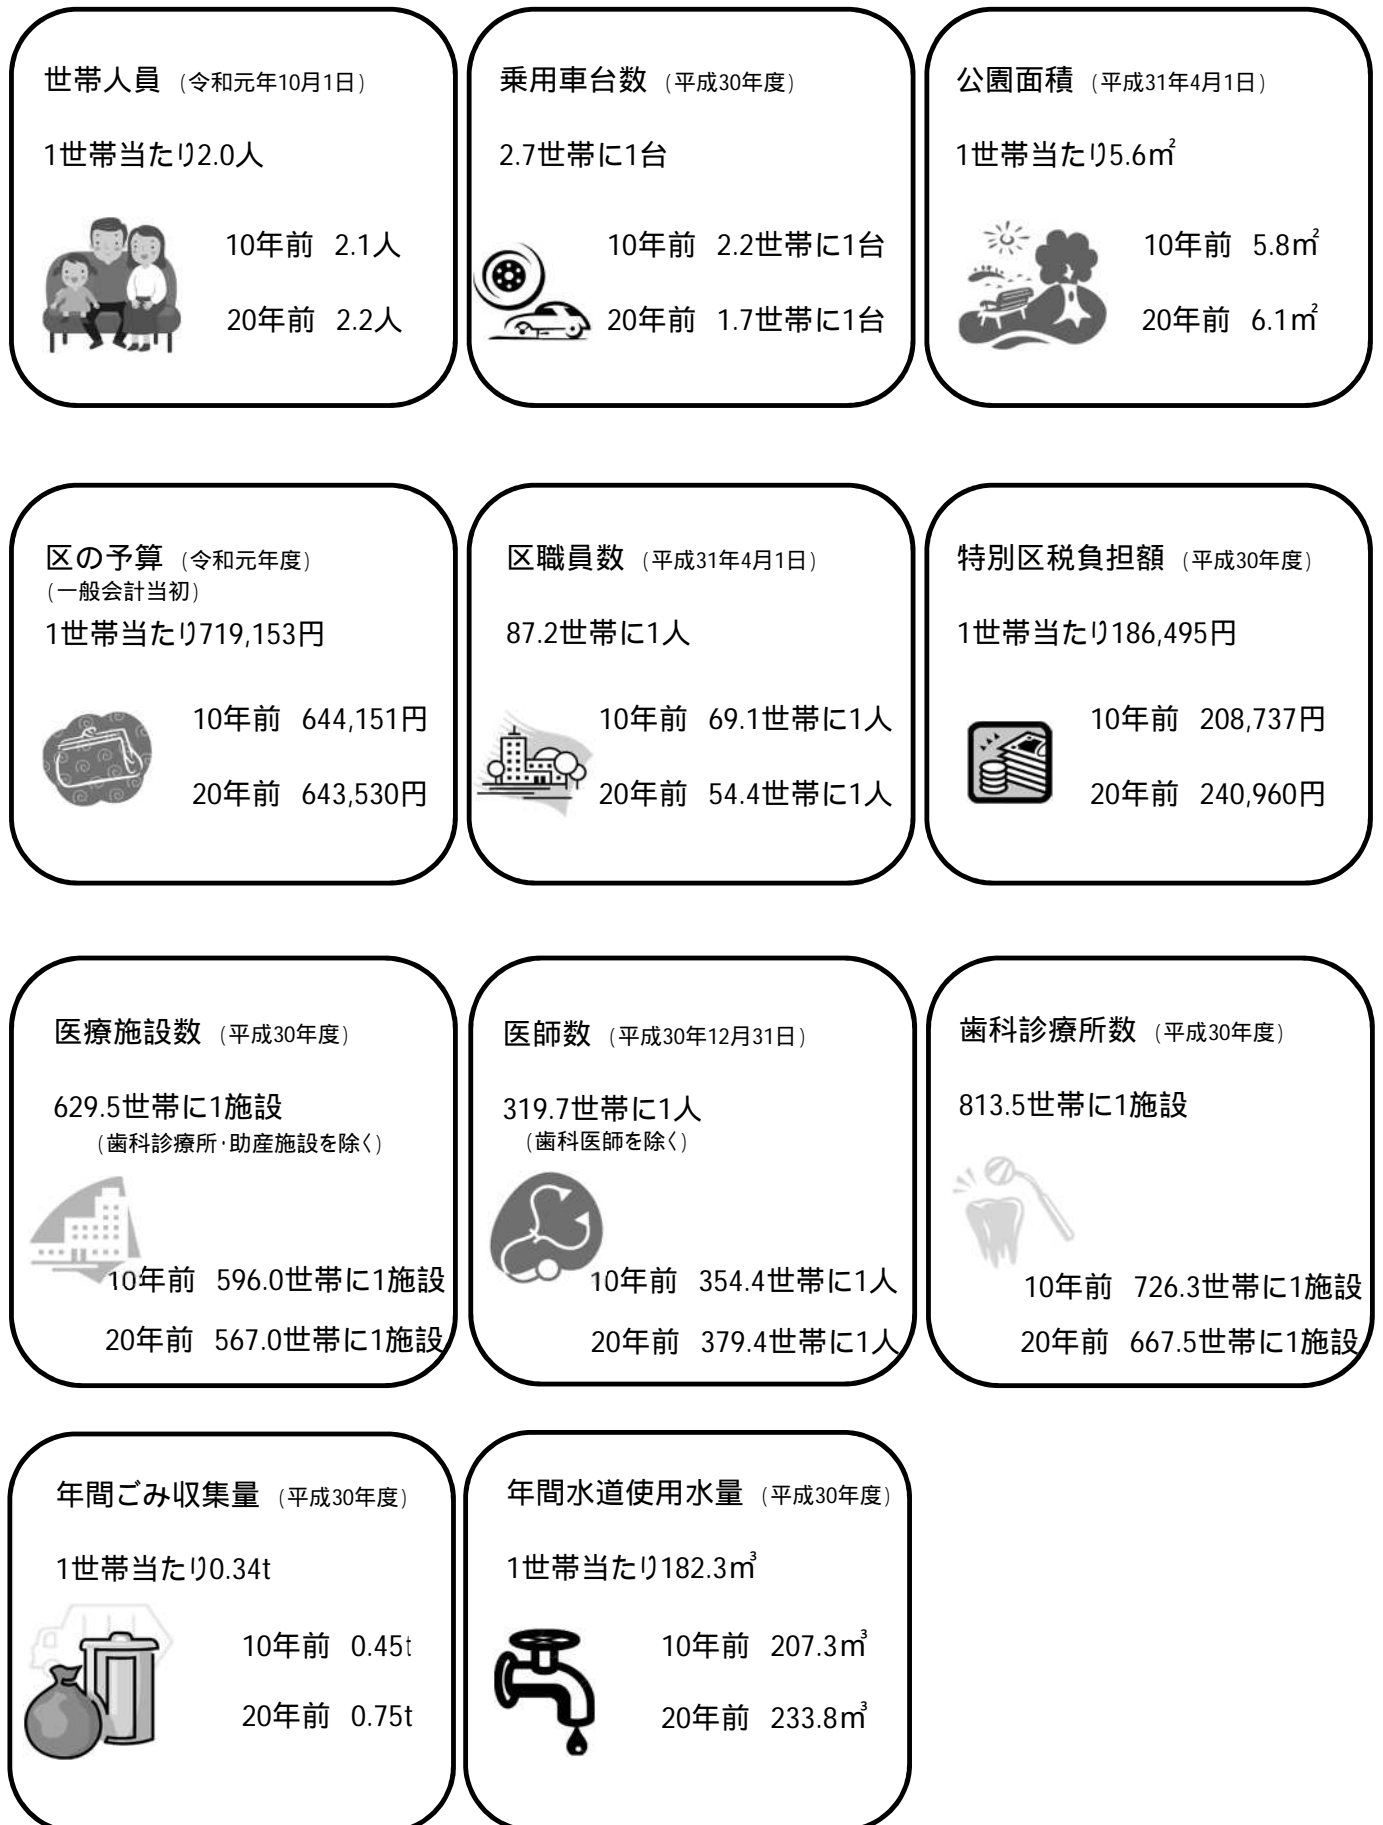 世帯人員 (令和元年10月1日)
1世帯当たり2.0人
10年前 2.1人
20年前 2.2人
乗用車台数 (平成30年度)
2.7世帯に1台
10年前 2.2世帯に1台
20年前 1.7世帯に1台
公園面積 (平成31年4月1日)
1世帯当たり5.6㎡
10年前 5.8㎡
20年前 6.1㎡
区の予算 (令和元年度)
(一般会計当初)
1世帯当たり719,153円
10年前 644,151円
20年前 643,530円
区職員数 (平成31年4月1日)
87.2世帯に1人
10年前 69.1世帯に1人
20年前 54.4世帯に1人
特別区税負担額 (平成30年度)
1世帯当たり186,495円
10年前 208,737円
20年前 240,960円
医療施設数 (平成30年度)
629.5世帯に1施設
(歯科診療所・助産施設を除く)
10年前 596.0世帯に1施設
20年前 567.0世帯に1施設
医師数 (平成30年12月31日)
319.7世帯に1人
(歯科医師を除く)
10年前 354.4世帯に1人
20年前 379.4世帯に1人
歯科診療所数 (平成30年度)
813.5世帯に1施設
10年前 726.3世帯に1施設
20年前 667.5世帯に1施設
年間ごみ収集量 (平成30年度)
1世帯当たり0.34t
10年前 0.45t
20年前 0.75t
年間水道使用水量 (平成30年度)
1世帯当たり182.3㎥
10年前 207.3㎥
20年前 233.8㎥